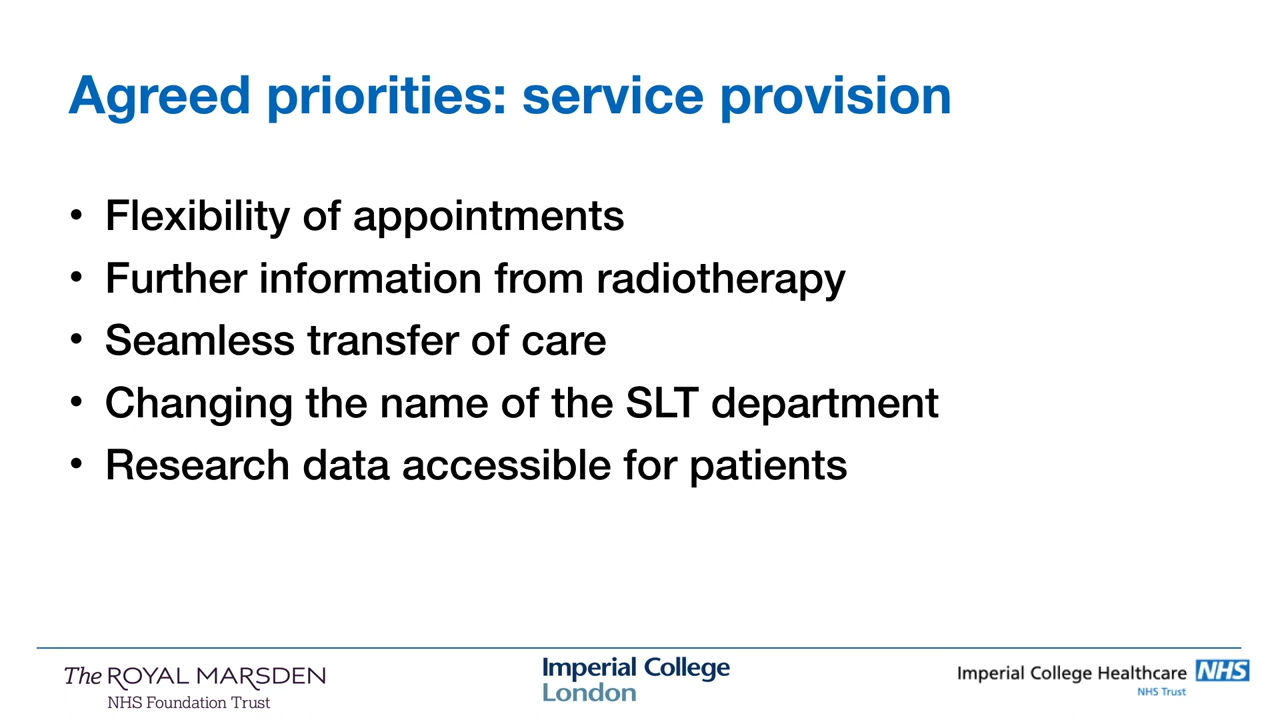 Agreed priorities: service provision
• Flexibility of appointments
• Further information from radiotherapy
• Seamless transfer of care
• Changing the name of the SLT department
• Research data accessible for patients
The ROYAL MARSDEN
NHS Foundation Trust
Imperial College
London
Imperial College Healthcare NHS
NHS Trust